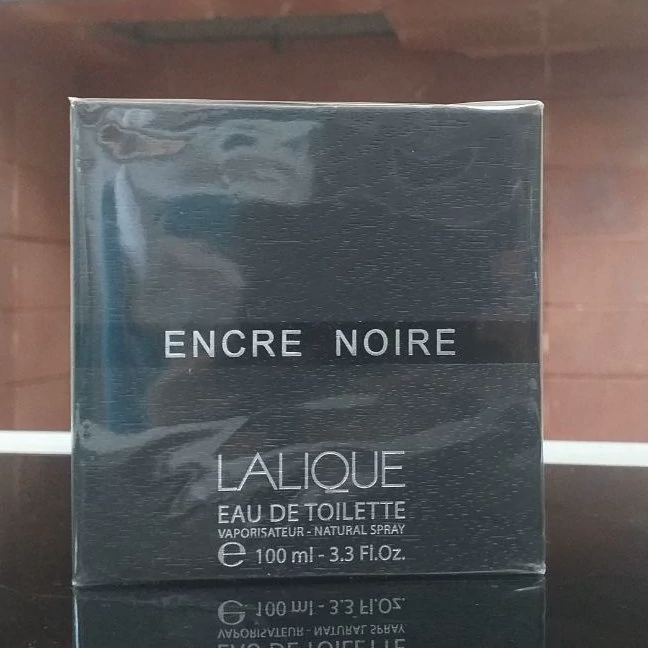 ENCRE NOIRE
LALIQUE
EAU DE TOILETTE
VAPORISATEUR - NATURAL SPRAY
e 100 ml - 3.3 Fl.Oz.